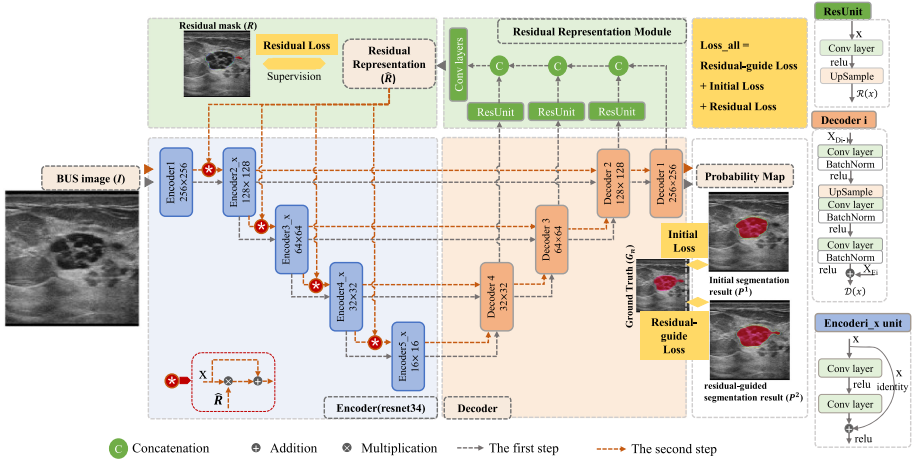 Residual mask (R)
Residual Loss
Supervision
Residual
Representation
(R̂)
Conv layers
C
C
C
Residual Representation Module
ResUnit
ResUnit
ResUnit
Loss_all =
Residual-guide Loss
+ Initial Loss
+ Residual Loss
ResUnit
X
Conv layer
relu
UpSample
ℛ(x)
BUS image (I)
Encoder1
256×256
Encoder2_x
128× 128
Encoder3_x
64×64
Encoder4_x
32×32
Encoder5_x
16× 16
Decoder 4
32×32
Decoder 3
64×64
Decoder 2
128× 128
Decoder 1
256×256
Probability Map
Initial
Loss
Ground Truth (Gn)
Initial segmentation
result (P¹)
Residual-
guide
Loss
residual-guided
segmentation result (P²)
Decoder i
X_Di-1
Conv layer
BatchNorm
relu
UpSample
Conv layer
BatchNorm
relu
Conv layer
BatchNorm
relu
X_Ei
𝒟(x)
Encoderi_x unit
X
Conv layer
relu
Conv layer
X
identity
relu
X
R̂
Encoder(resnet34)
Decoder
C Concatenation
Addition
Multiplication
The first step
The second step